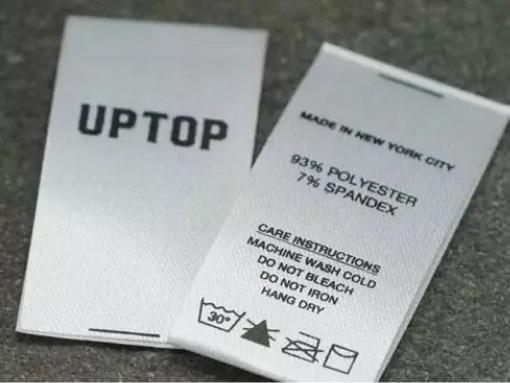 UPTOP
MADE IN NEW YORK CITY
93% POLYESTER
7% SPANDEX
CARE INSTRUCTIONS
MACHINE WASH COLD
DO NOT BLEACH
DO NOT IRON
HANG DRY
30°